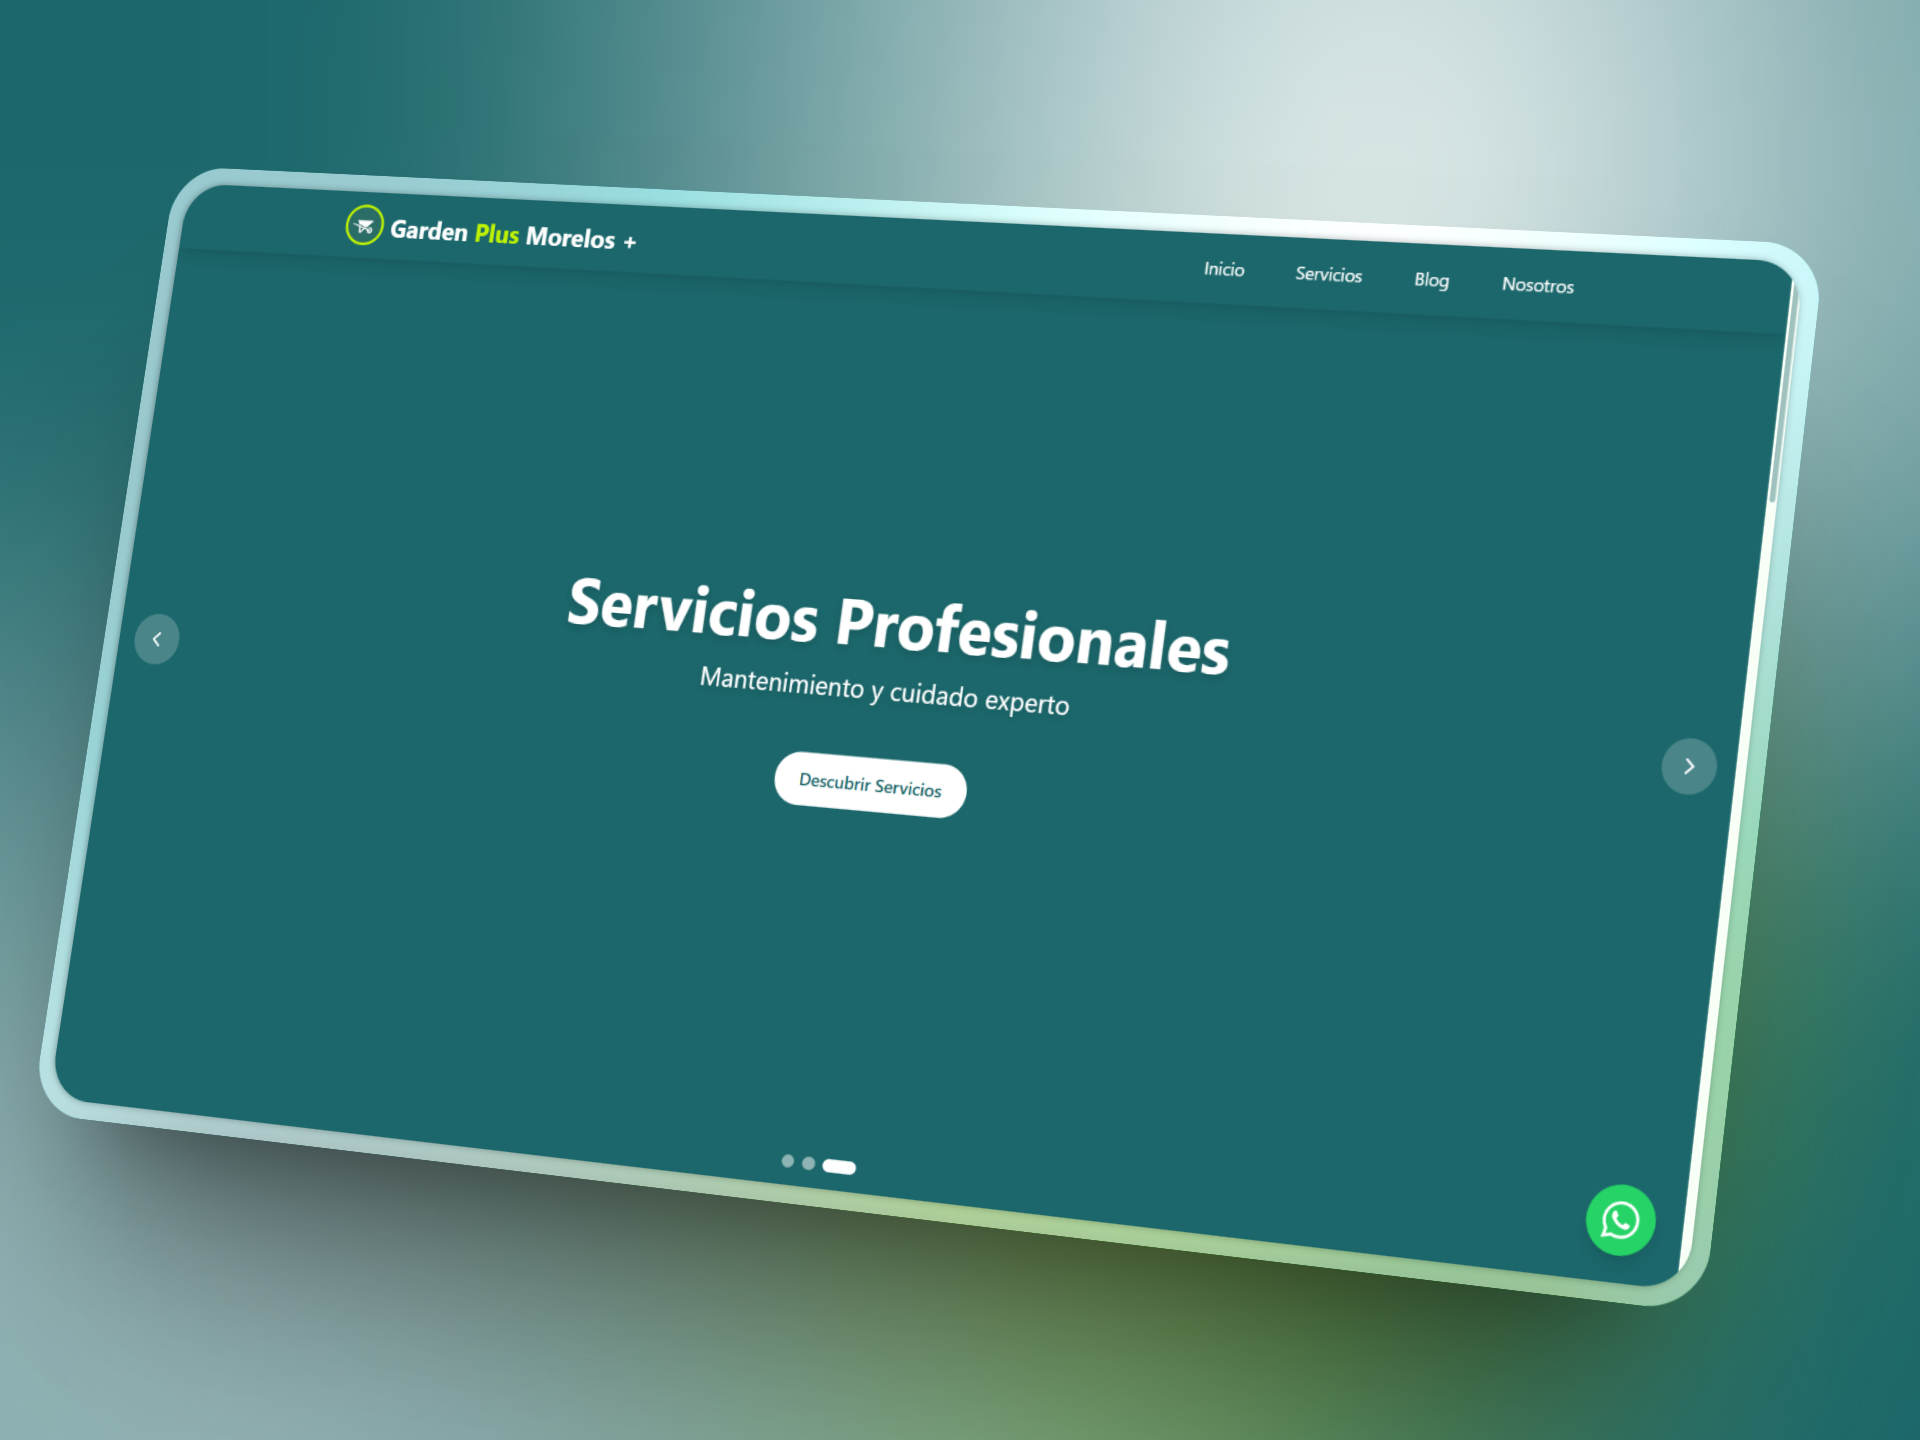 Garden Plus Morelos +
Inicio Servicios Blog Nosotros
Servicios Profesionales
Mantenimiento y cuidado experto
Descubrir Servicios